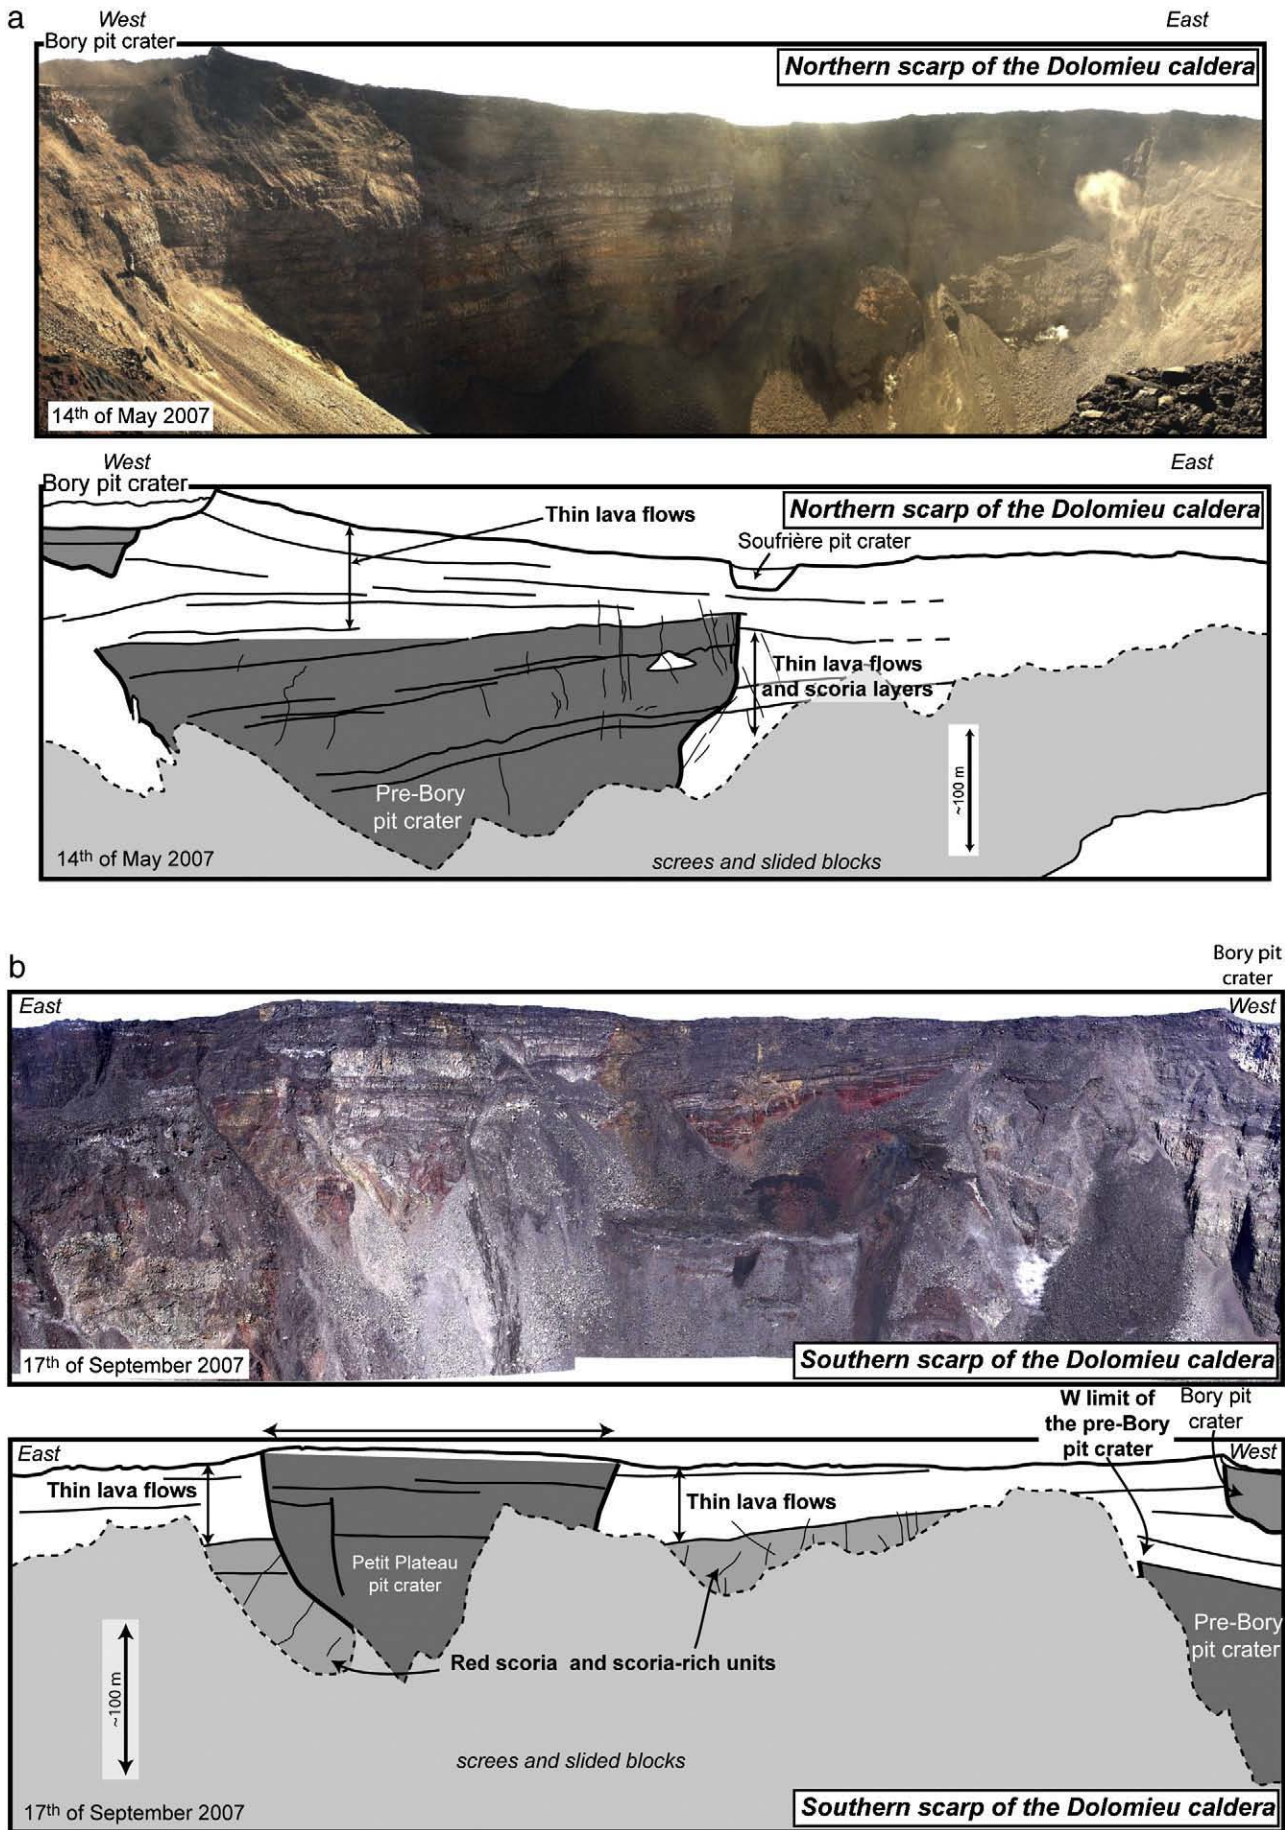 a
West
East
Bory pit crater
Northern scarp of the Dolomieu caldera
14th of May 2007
West
East
Bory pit crater
Northern scarp of the Dolomieu caldera
Thin lava flows
Soufrière pit crater
Thin lava flows
and scoria layers
~100 m
Pre-Bory
pit crater
14th of May 2007
screes and slided blocks
b
Bory pit
crater
East
West
17th of September 2007
Southern scarp of the Dolomieu caldera
W limit of
the pre-Bory
pit crater
Bory pit
crater
East
West
Thin lava flows
Thin lava flows
Petit Plateau
pit crater
Pre-Bory
pit crater
Red scoria and scoria-rich units
~100 m
screes and slided blocks
17th of September 2007
Southern scarp of the Dolomieu caldera